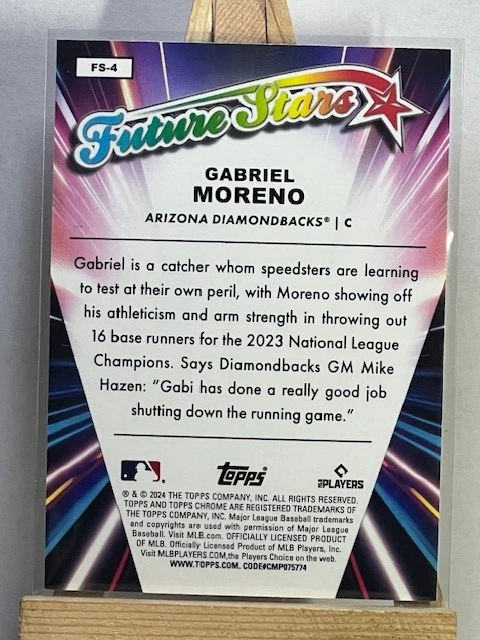 FS-4
Future Stars
GABRIEL
MORENO
ARIZONA DIAMONDBACKS® | C
Gabriel is a catcher whom speedsters are learning
to test at their own peril, with Moreno showing off
his athleticism and arm strength in throwing out
16 base runners for the 2023 National League
Champions. Says Diamondbacks GM Mike
Hazen: "Gabi has done a really good job
shutting down the running game."
topps
MLB PLAYERS
® & © 2024 THE TOPPS COMPANY, INC. ALL RIGHTS RESERVED.
TOPPS AND TOPPS CHROME ARE REGISTERED TRADEMARKS OF
THE TOPPS COMPANY, INC. Major League Baseball trademarks
and copyrights are used with permission of Major League
Baseball. Visit MLB.com. OFFICIALLY LICENSED PRODUCT
OF MLB. Officially Licensed Product of MLB Players, Inc.
Visit MLBPLAYERS.COM,the Players Choice on the web.
WWW.TOPPS.COM. CODE#CMP075774